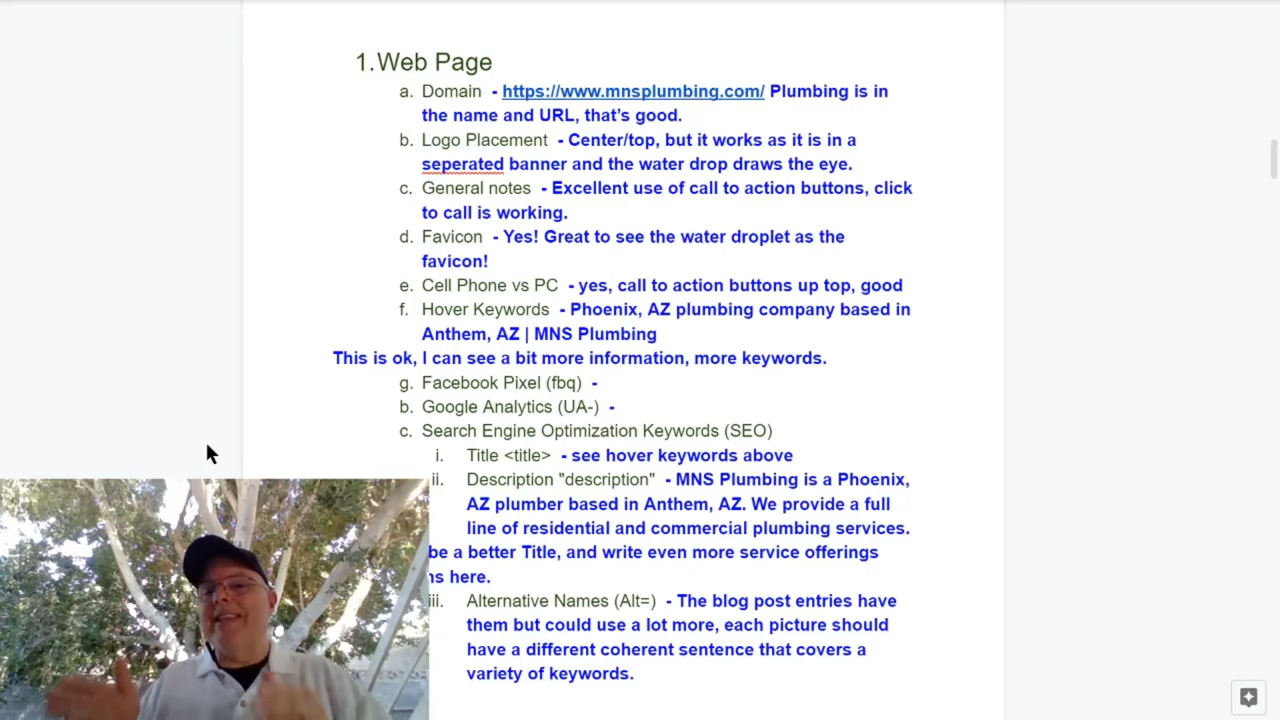 1.Web Page
a. Domain - https://www.mnsplumbing.com/ Plumbing is in
the name and URL, that's good.
b. Logo Placement - Center/top, but it works as it is in a
seperated banner and the water drop draws the eye.
c. General notes - Excellent use of call to action buttons, click
to call is working.
d. Favicon - Yes! Great to see the water droplet as the
favicon!
e. Cell Phone vs PC - yes, call to action buttons up top, good
f. Hover Keywords - Phoenix, AZ plumbing company based in
Anthem, AZ | MNS Plumbing
This is ok, I can see a bit more information, more keywords.
g. Facebook Pixel (fbq) -
b. Google Analytics (UA-) -
c. Search Engine Optimization Keywords (SEO)
i. Title <title> - see hover keywords above
ii. Description "description" - MNS Plumbing is a Phoenix,
AZ plumber based in Anthem, AZ. We provide a full
line of residential and commercial plumbing services.
be a better Title, and write even more service offerings
here.
iii. Alternative Names (Alt=) - The blog post entries have
them but could use a lot more, each picture should
have a different coherent sentence that covers a
variety of keywords.